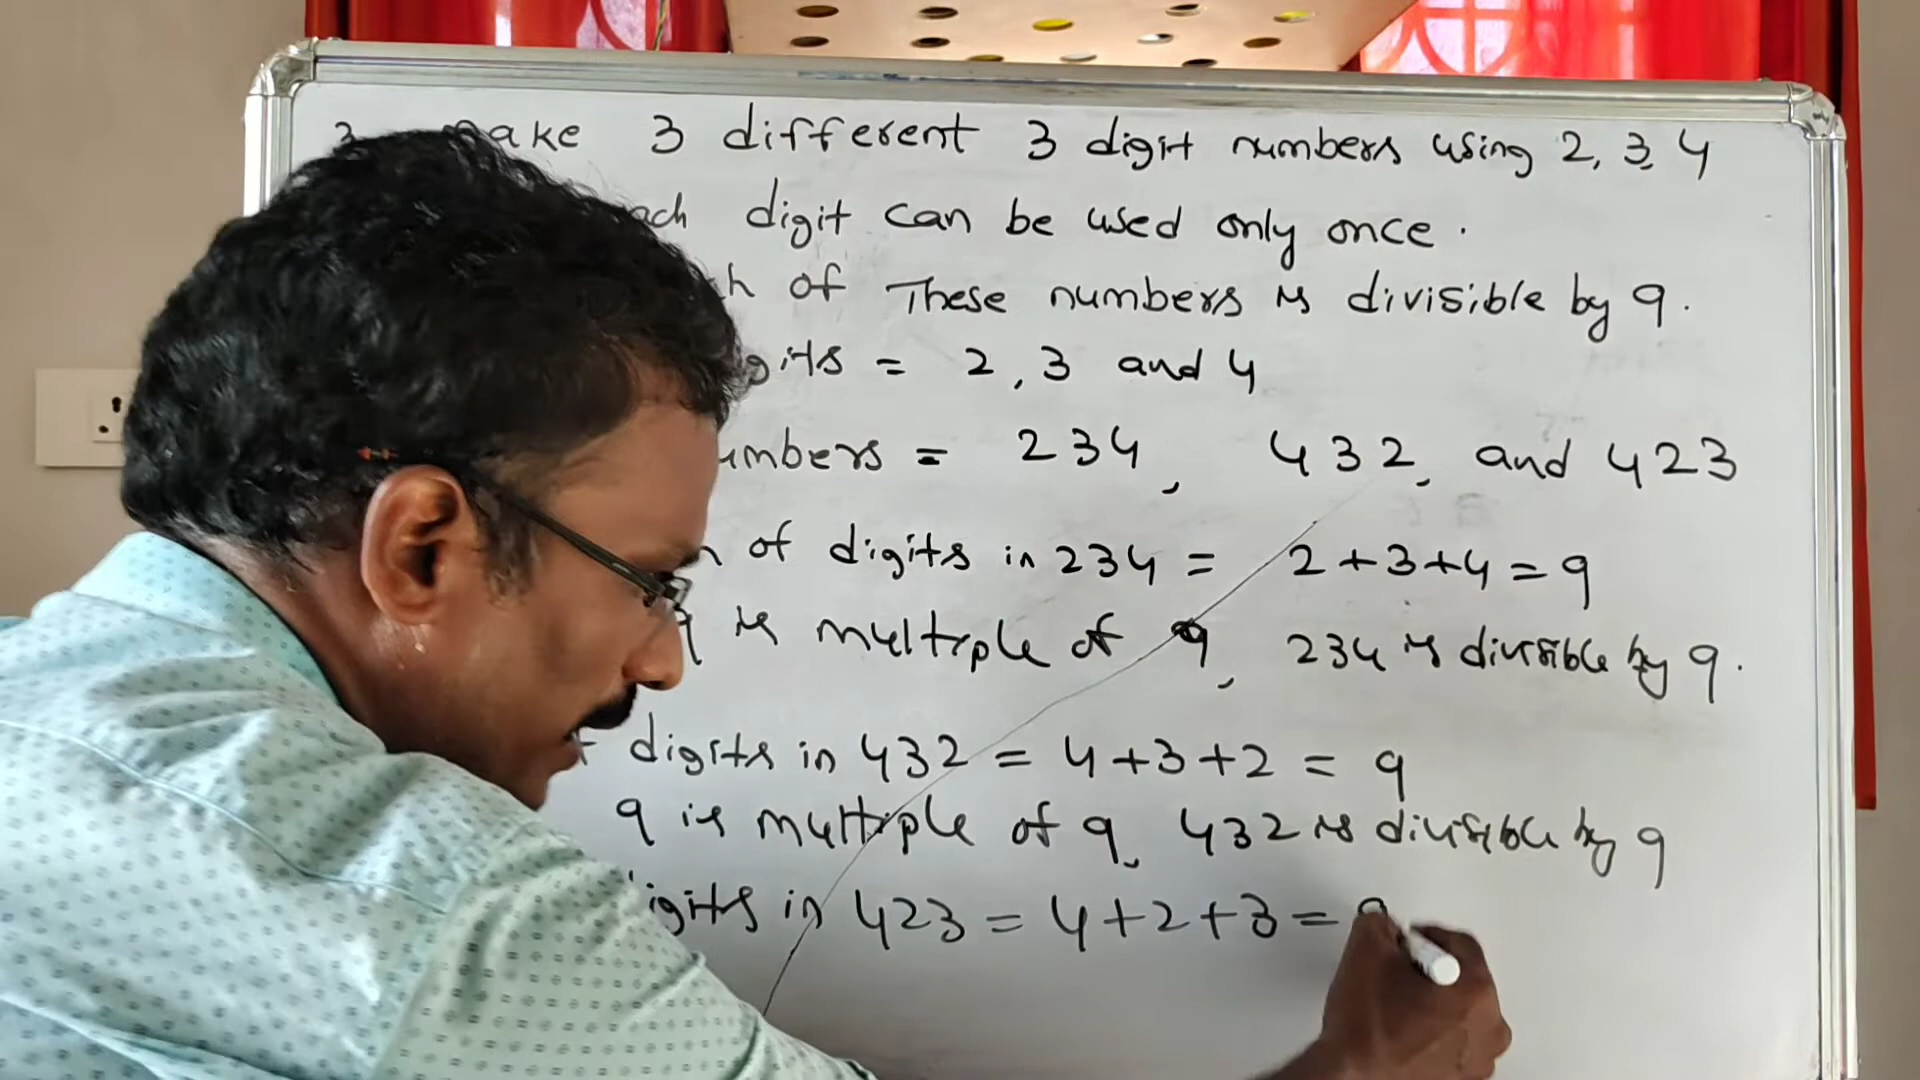 3 different 3 digit numbers using 2, 3, 4
digit can be used only once.
of These numbers is divisible by 9.
= 2, 3 and 4
= 234, 432, and 423
of digits in 234 = 2+3+4=9
9 is multiple of 9, 234 is divisible by 9.
digits in 432 = 4+3+2 = 9
9 is multiple of 9, 432 is divisible by 9
in 423 = 4+2+3=9